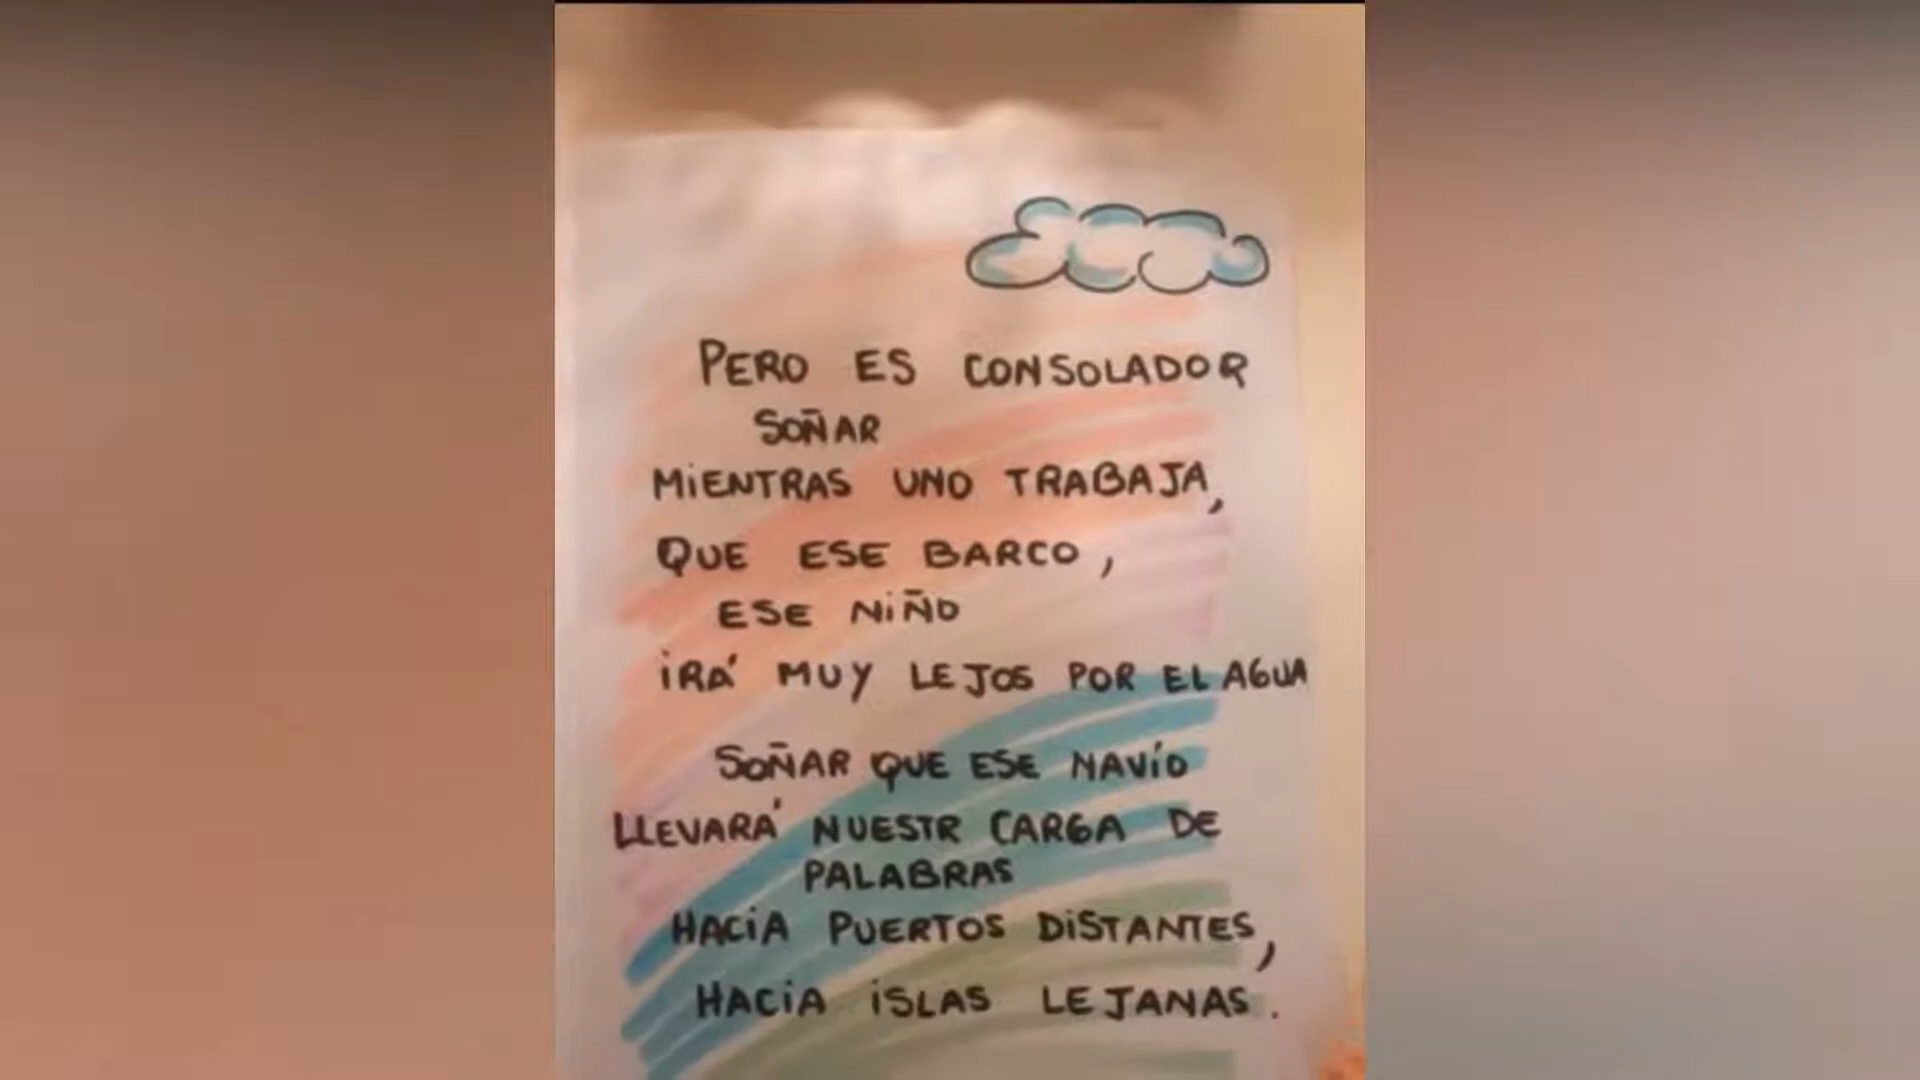 PERO ES CONSOLADOR
SOÑAR
MIENTRAS UNO TRABAJA,
QUE ESE BARCO,
ESE NIÑO
IRÁ MUY LEJOS POR EL AGUA
SOÑAR QUE ESE NAVÍO
LLEVARÁ NUESTR CARGA DE
PALABRAS
HACIA PUERTOS DISTANTES,
HACIA ISLAS LEJANAS.